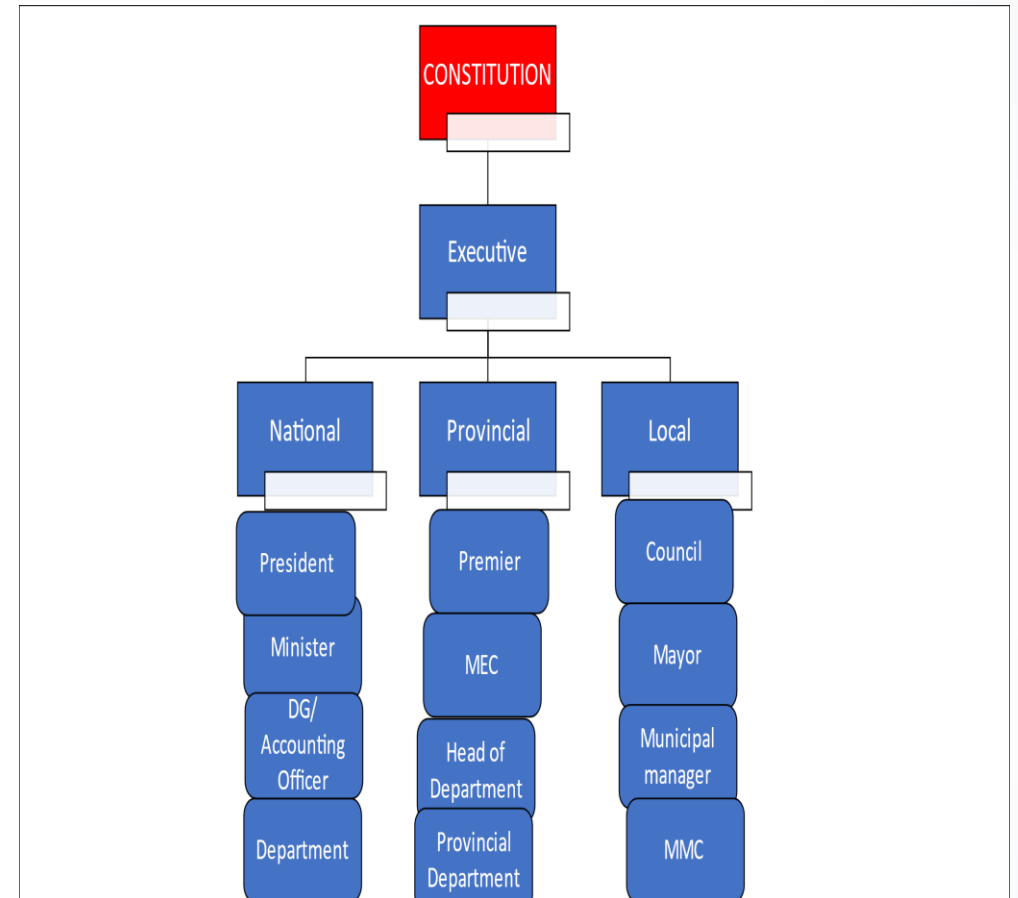 CONSTITUTION
Executive
National
Provincial
Local
President
Premier
Council
Minister
MEC
Mayor
DG/
Accounting
Officer
Head of
Department
Municipal
manager
Department
Provincial
Department
MMC